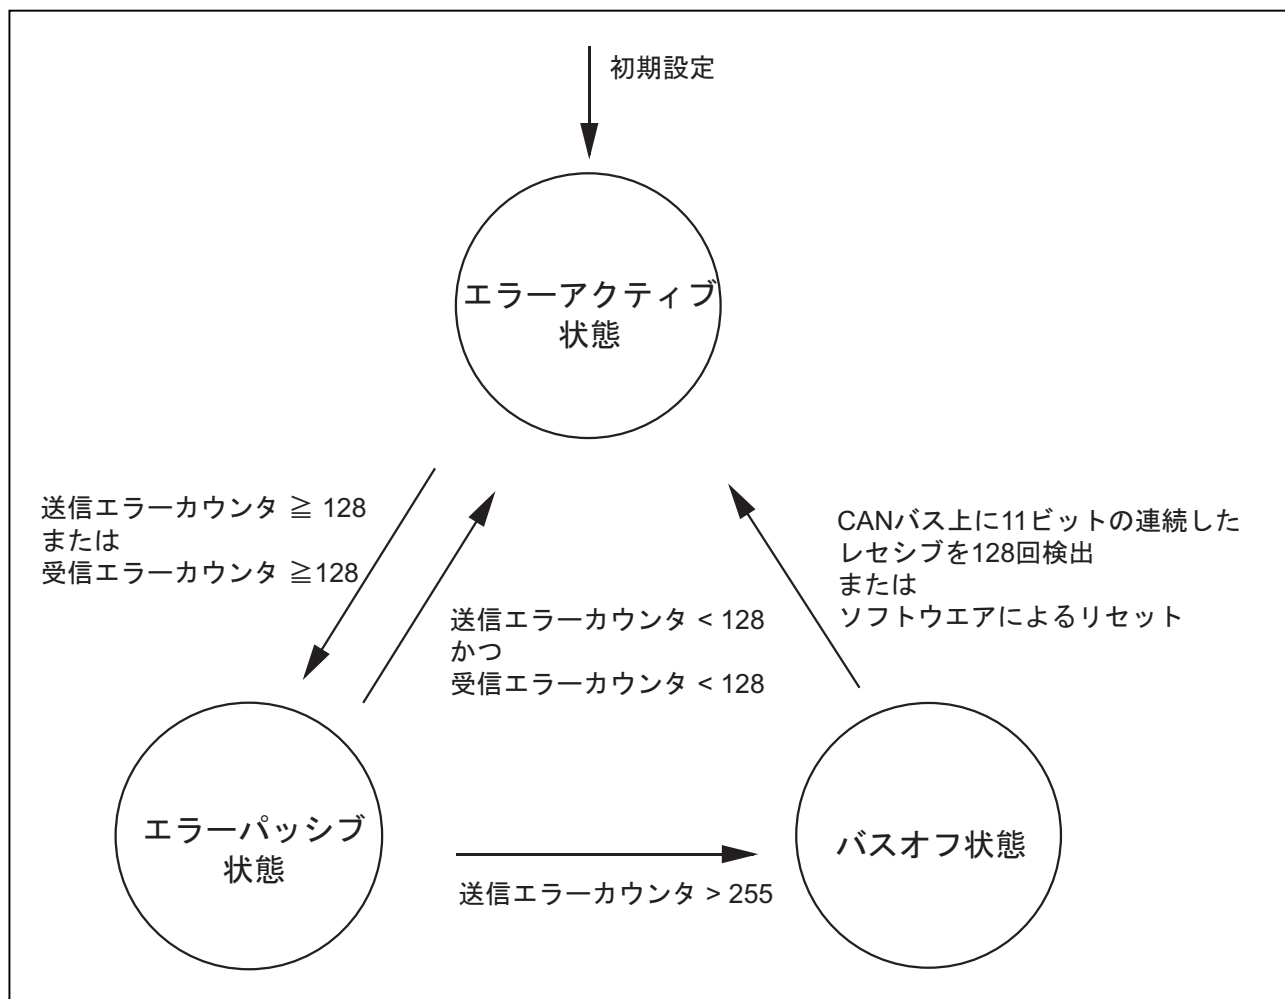 初期設定
エラーアクティブ
状態
送信エラーカウンタ ≧ 128
または
受信エラーカウンタ ≧128
送信エラーカウンタ < 128
かつ
受信エラーカウンタ < 128
CANバス上に11ビットの連続した
レセシブを128回検出
または
ソフトウエアによるリセット
エラーパッシブ
状態
送信エラーカウンタ > 255
バスオフ状態